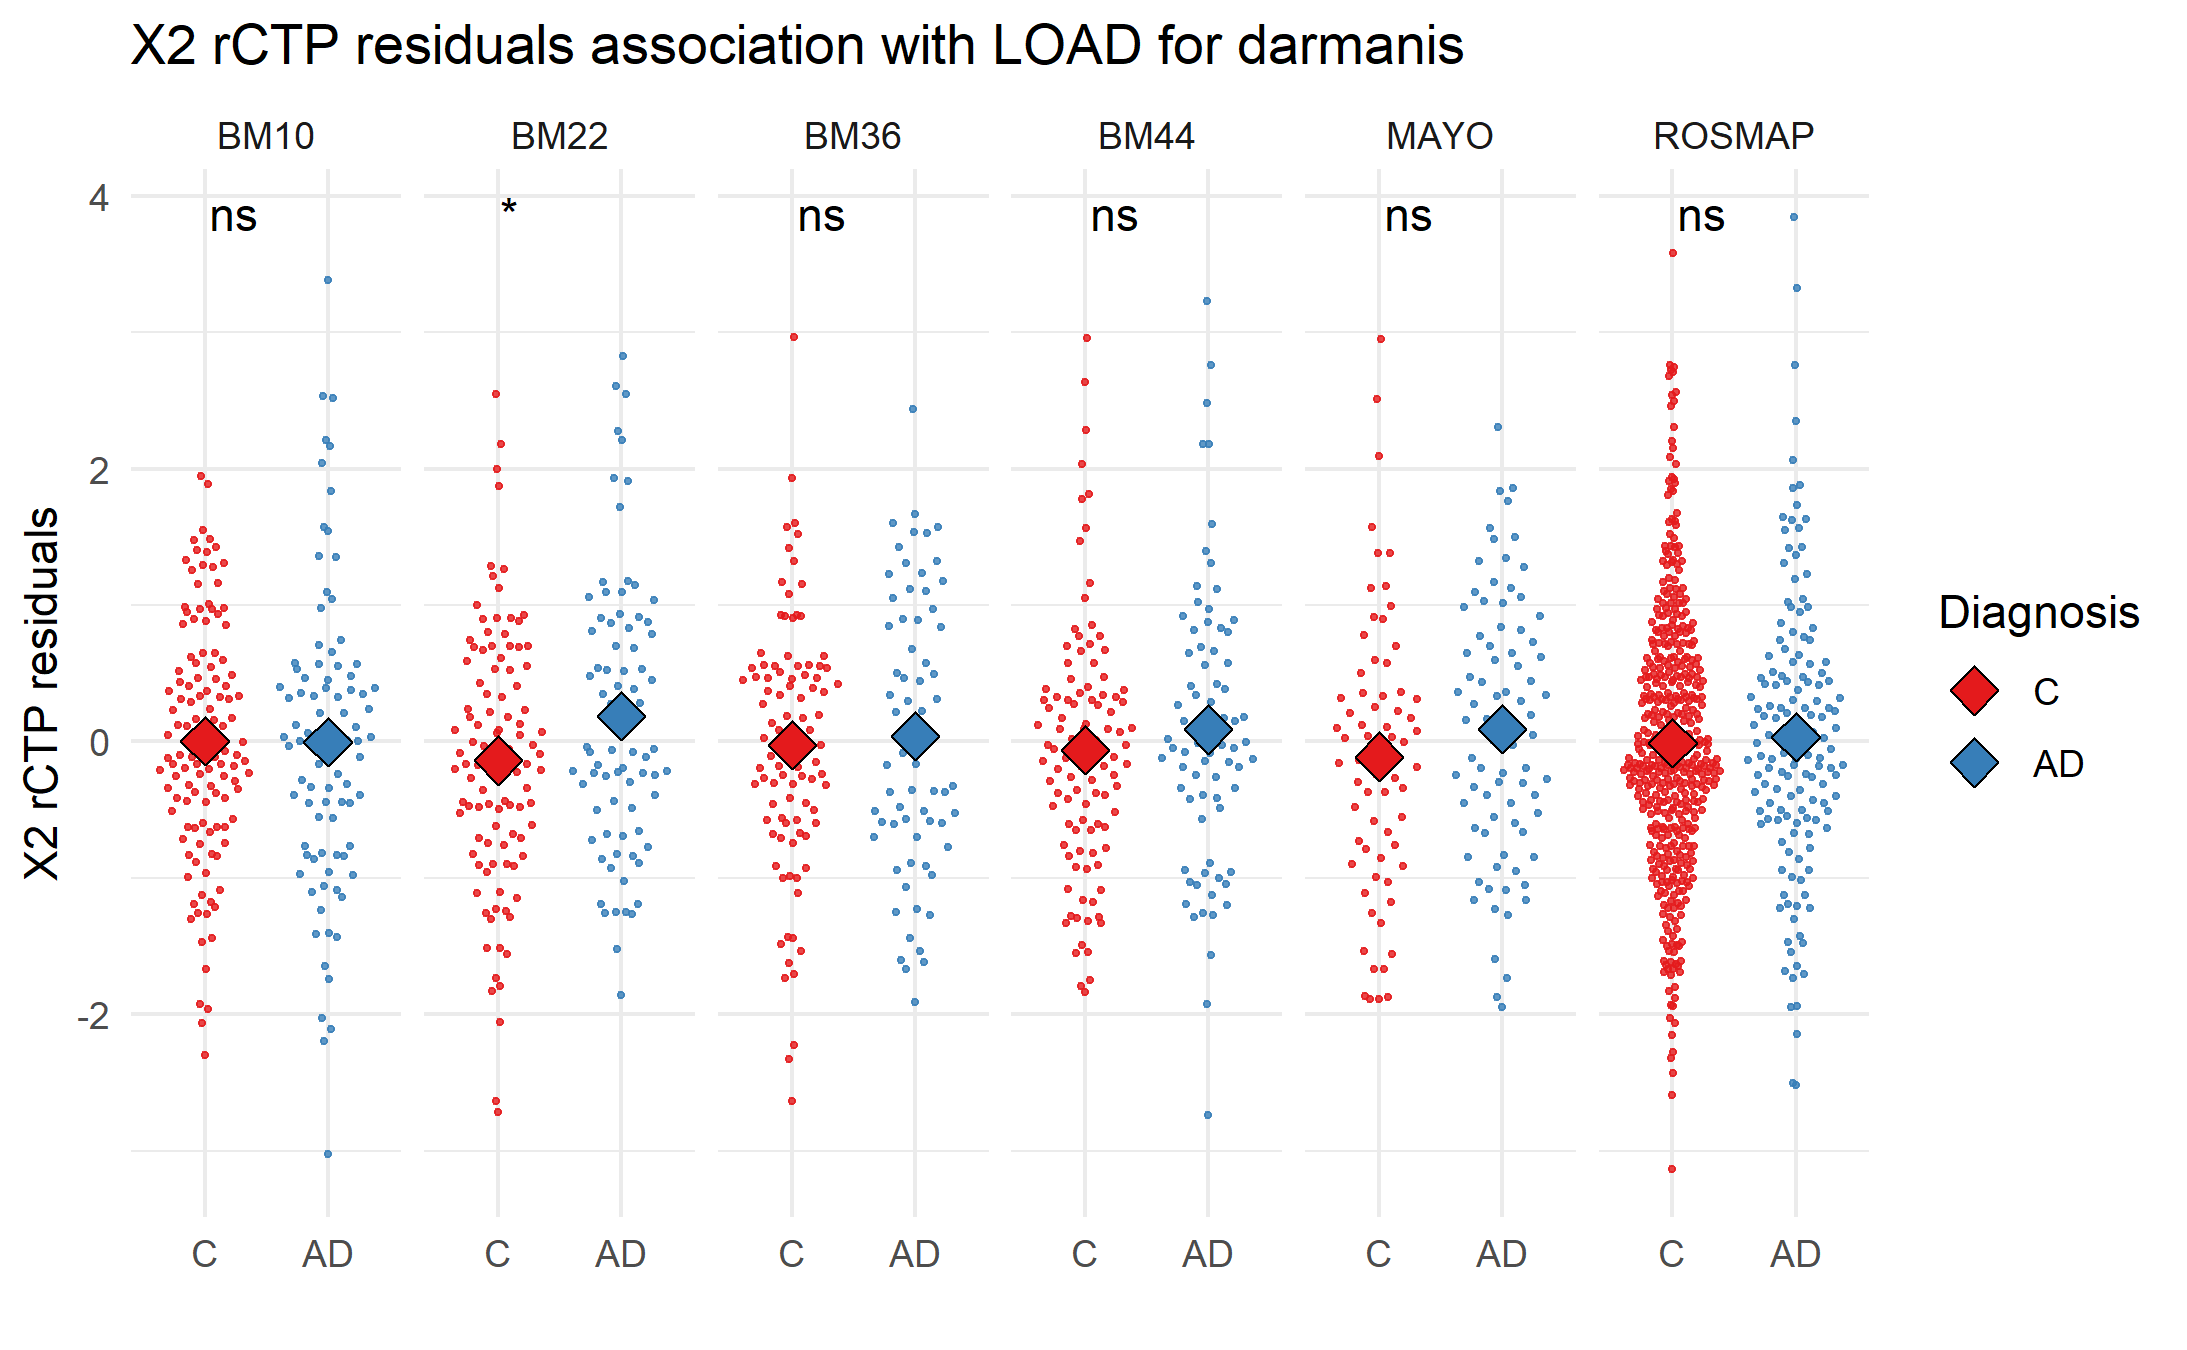 X2 rCTP residuals association with LOAD for darmanis
BM10 BM22 BM36 BM44 MAYO ROSMAP
ns * ns ns ns ns
4
2
0
-2
X2 rCTP residuals
C AD C AD C AD C AD C AD C AD
Diagnosis
C
AD